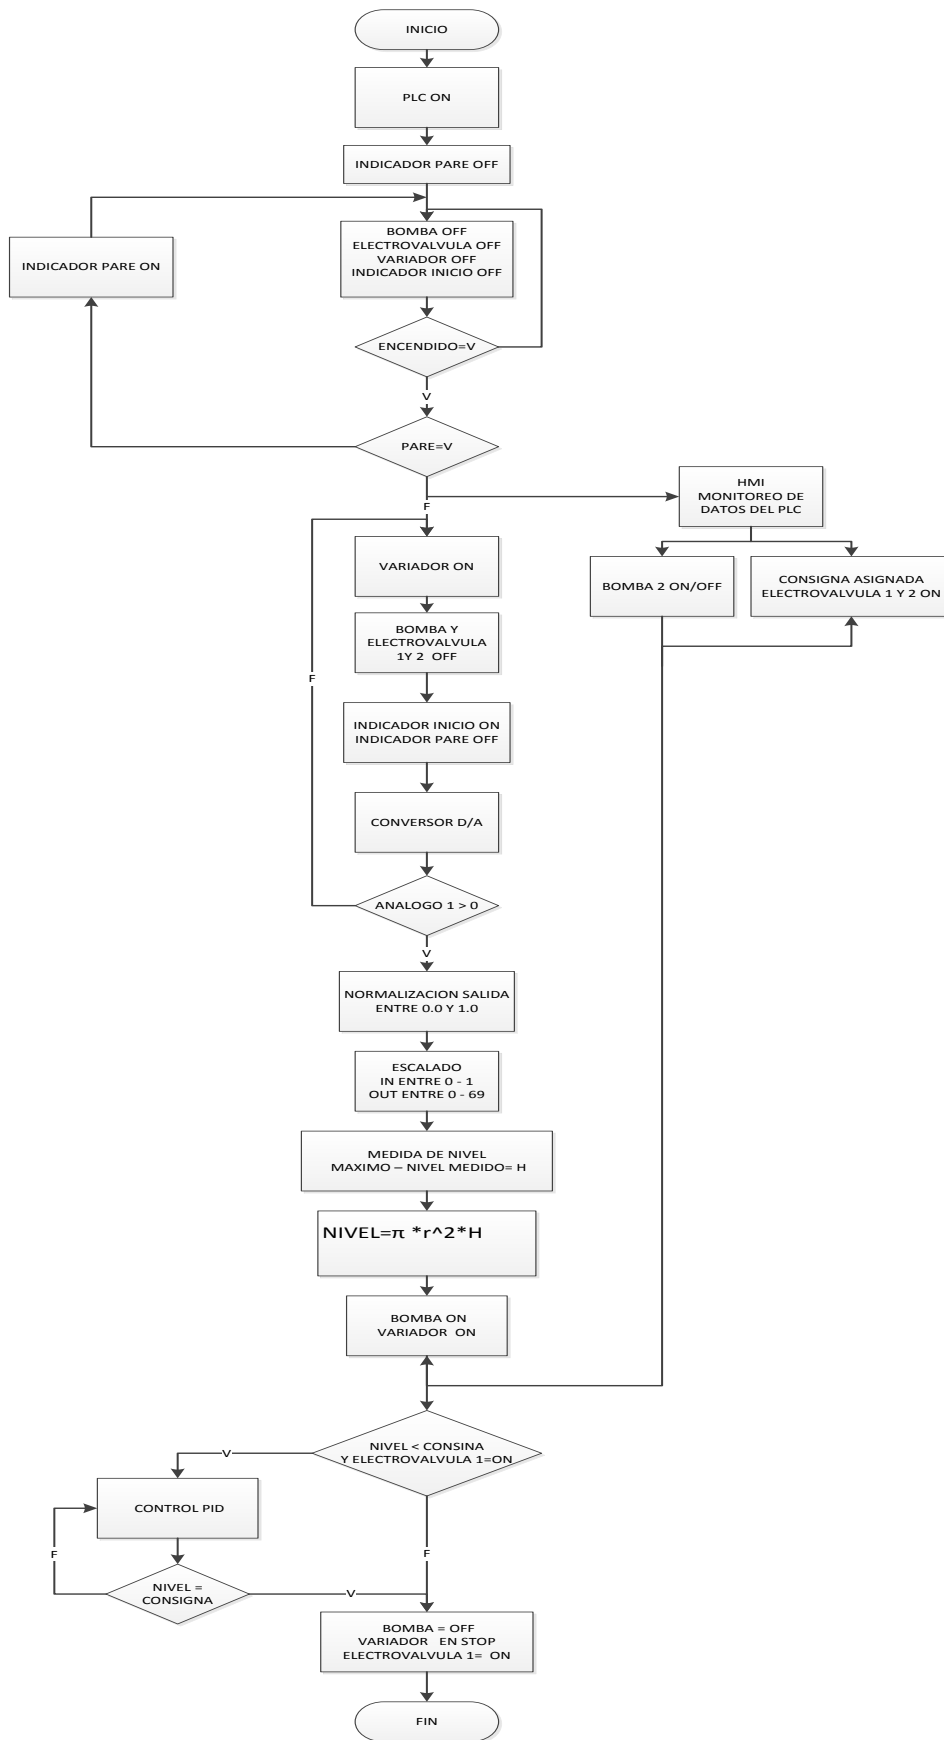 INICIO
PLC ON
INDICADOR PARE OFF
BOMBA OFF
ELECTROVALVULA OFF
VARIADOR OFF
INDICADOR INICIO OFF
INDICADOR PARE ON
ENCENDIDO=V
V
PARE=V
F
HMI
MONITOREO DE
DATOS DEL PLC
VARIADOR ON
BOMBA 2 ON/OFF
CONSIGNA ASIGNADA
ELECTROVALVULA 1 Y 2 ON
BOMBA Y
ELECTROVALVULA
1Y 2 OFF
F
INDICADOR INICIO ON
INDICADOR PARE OFF
CONVERSOR D/A
ANALOGO 1 > 0
V
NORMALIZACION SALIDA
ENTRE 0.0 Y 1.0
ESCALADO
IN ENTRE 0 - 1
OUT ENTRE 0 - 69
MEDIDA DE NIVEL
MAXIMO – NIVEL MEDIDO= H
NIVEL=π *r^2*H
BOMBA ON
VARIADOR ON
NIVEL < CONSINA
Y ELECTROVALVULA 1=ON
V
CONTROL PID
F
F
NIVEL =
CONSIGNA
V
BOMBA = OFF
VARIADOR EN STOP
ELECTROVALVULA 1= ON
FIN